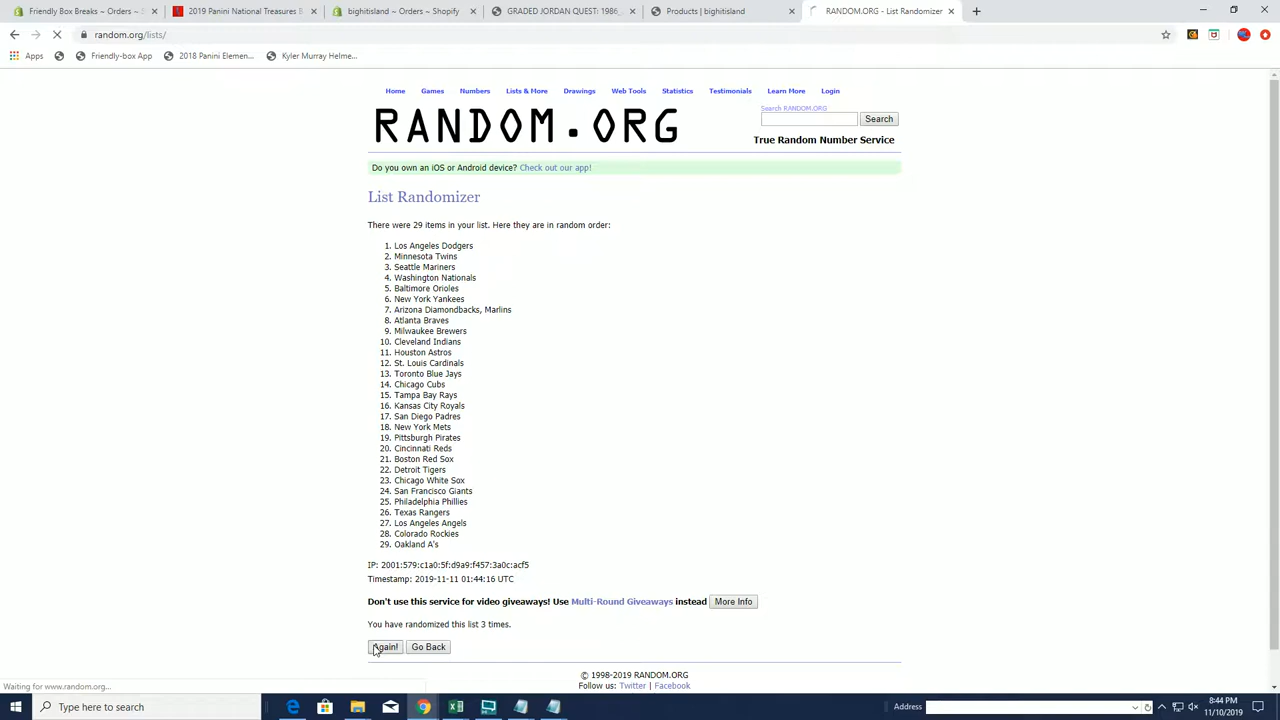 Friendly Box Breaks ~ Orders ~ S
2019 Panini National Treasures B
bighitisland ~ Orders ~ Shopify
GRADED JORDAN QUEST: 1986
Products | bighitisland
RANDOM.ORG - List Randomizer
random.org/lists/
Apps
Friendly-box App
2018 Panini Elemen...
Kyler Murray Helme...
Home Games Numbers Lists & More Drawings Web Tools Statistics Testimonials Learn More Login
Search RANDOM.ORG
RANDOM.ORG
Search
True Random Number Service
Do you own an iOS or Android device? Check out our app!
List Randomizer
There were 29 items in your list. Here they are in random order:
1. Los Angeles Dodgers
2. Minnesota Twins
3. Seattle Mariners
4. Washington Nationals
5. Baltimore Orioles
6. New York Yankees
7. Arizona Diamondbacks, Marlins
8. Atlanta Braves
9. Milwaukee Brewers
10. Cleveland Indians
11. Houston Astros
12. St. Louis Cardinals
13. Toronto Blue Jays
14. Chicago Cubs
15. Tampa Bay Rays
16. Kansas City Royals
17. San Diego Padres
18. New York Mets
19. Pittsburgh Pirates
20. Cincinnati Reds
21. Boston Red Sox
22. Detroit Tigers
23. Chicago White Sox
24. San Francisco Giants
25. Philadelphia Phillies
26. Texas Rangers
27. Los Angeles Angels
28. Colorado Rockies
29. Oakland A's
IP: 2001:579:c1a0:5f:d9a9:f457:3a0c:acf5
Timestamp: 2019-11-11 01:44:16 UTC
Don't use this service for video giveaways! Use Multi-Round Giveaways instead More Info
You have randomized this list 3 times.
Again! Go Back
© 1998-2019 RANDOM.ORG
Follow us: Twitter | Facebook
Waiting for www.random.org...
Type here to search
Address
8:44 PM
11/10/2019